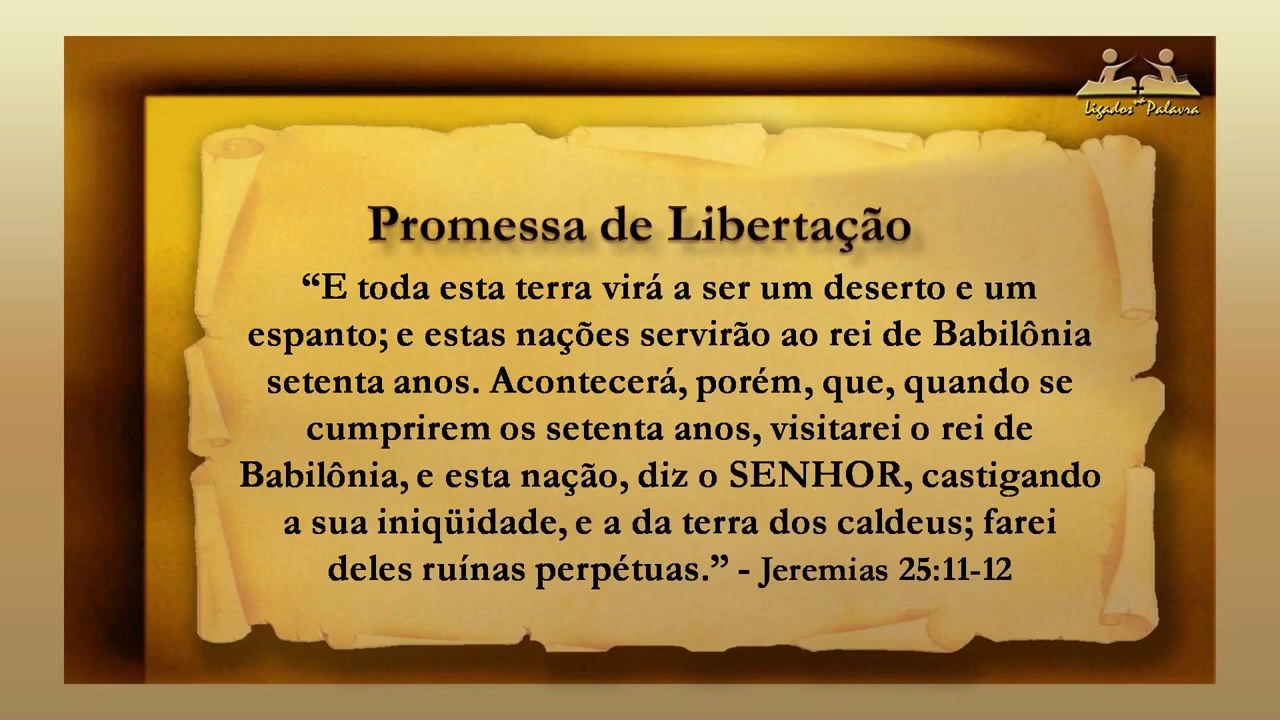 Ligados na Palavra
Promessa de Libertação
“E toda esta terra virá a ser um deserto e um
espanto; e estas nações servirão ao rei de Babilônia
setenta anos. Acontecerá, porém, que, quando se
cumprirem os setenta anos, visitarei o rei de
Babilônia, e esta nação, diz o SENHOR, castigando
a sua iniqüidade, e a da terra dos caldeus; farei
deles ruínas perpétuas.” - Jeremias 25:11-12